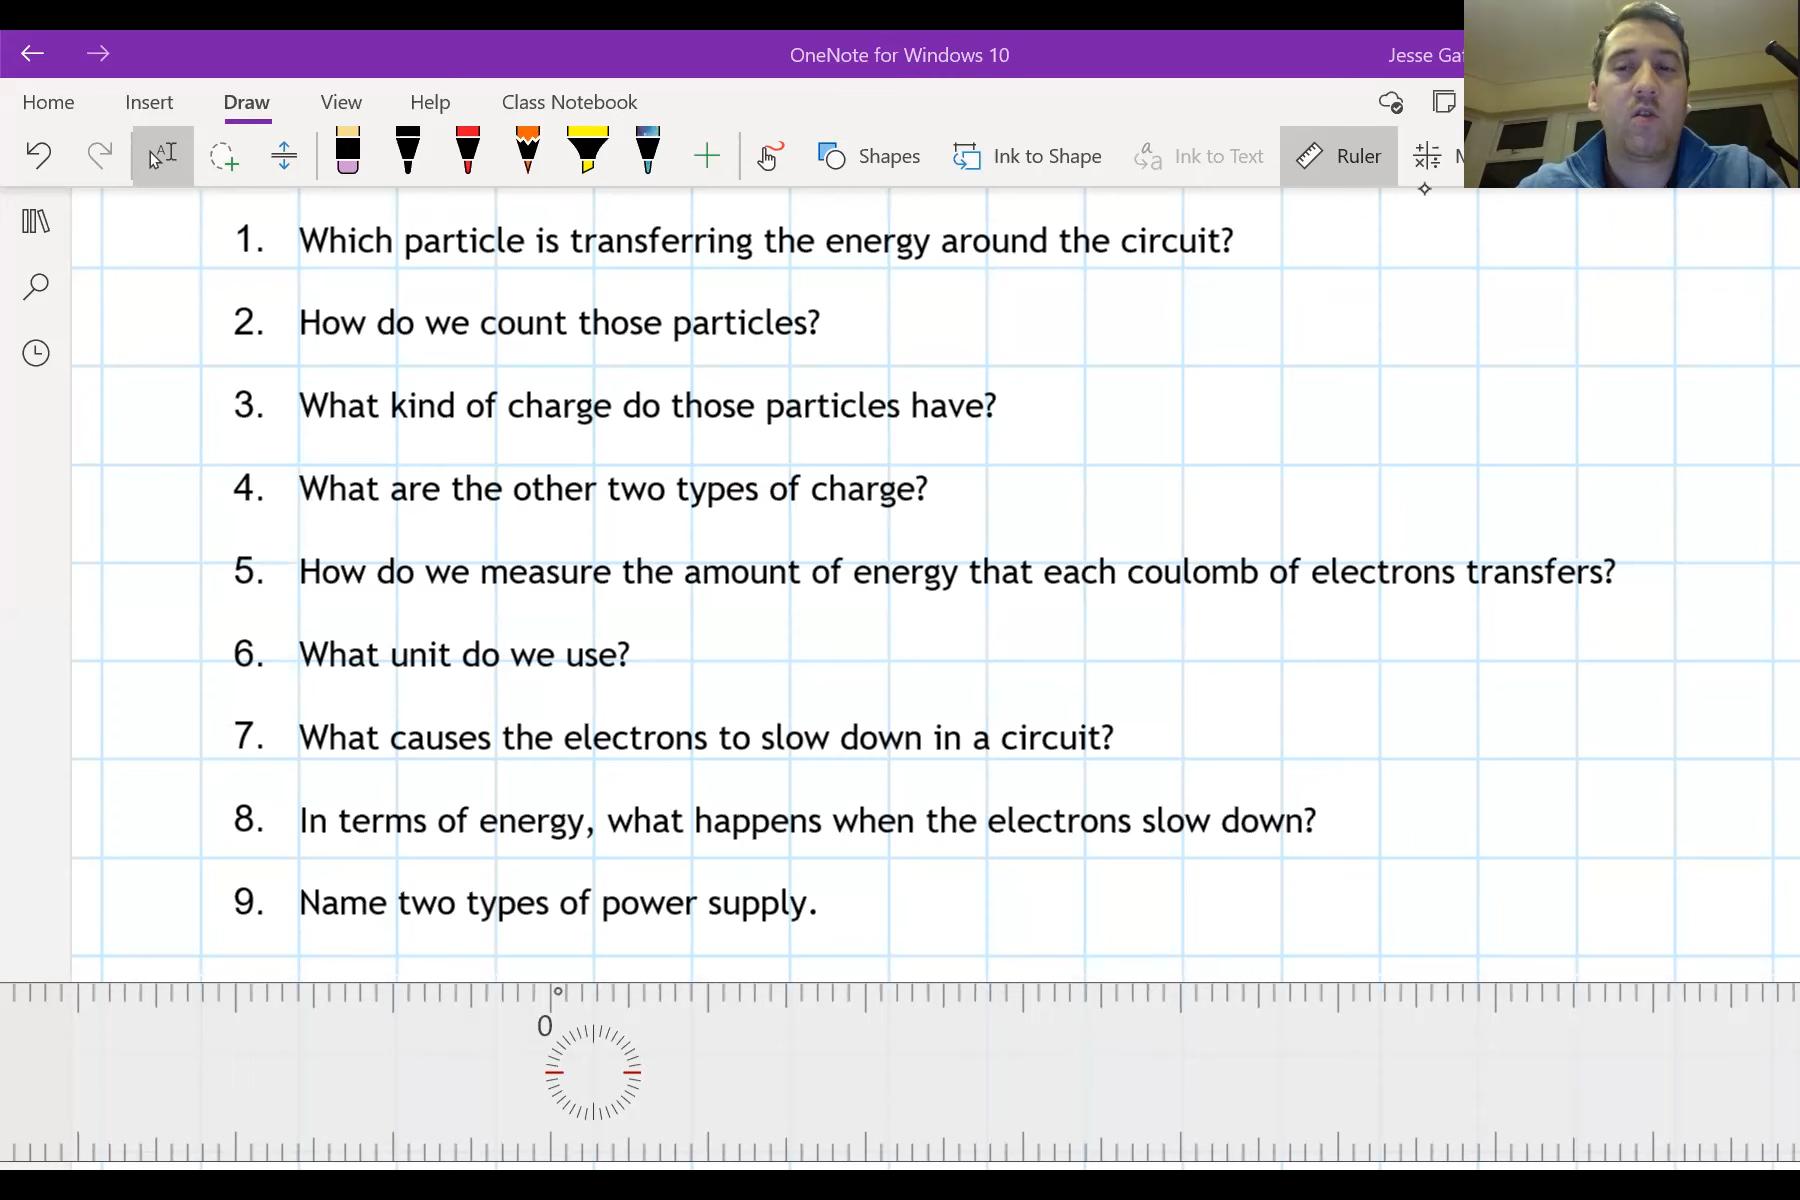 OneNote for Windows 10
Jesse
Home Insert Draw View Help Class Notebook
Shapes Ink to Shape Ink to Text Ruler
1. Which particle is transferring the energy around the circuit?
2. How do we count those particles?
3. What kind of charge do those particles have?
4. What are the other two types of charge?
5. How do we measure the amount of energy that each coulomb of electrons transfers?
6. What unit do we use?
7. What causes the electrons to slow down in a circuit?
8. In terms of energy, what happens when the electrons slow down?
9. Name two types of power supply.
0°